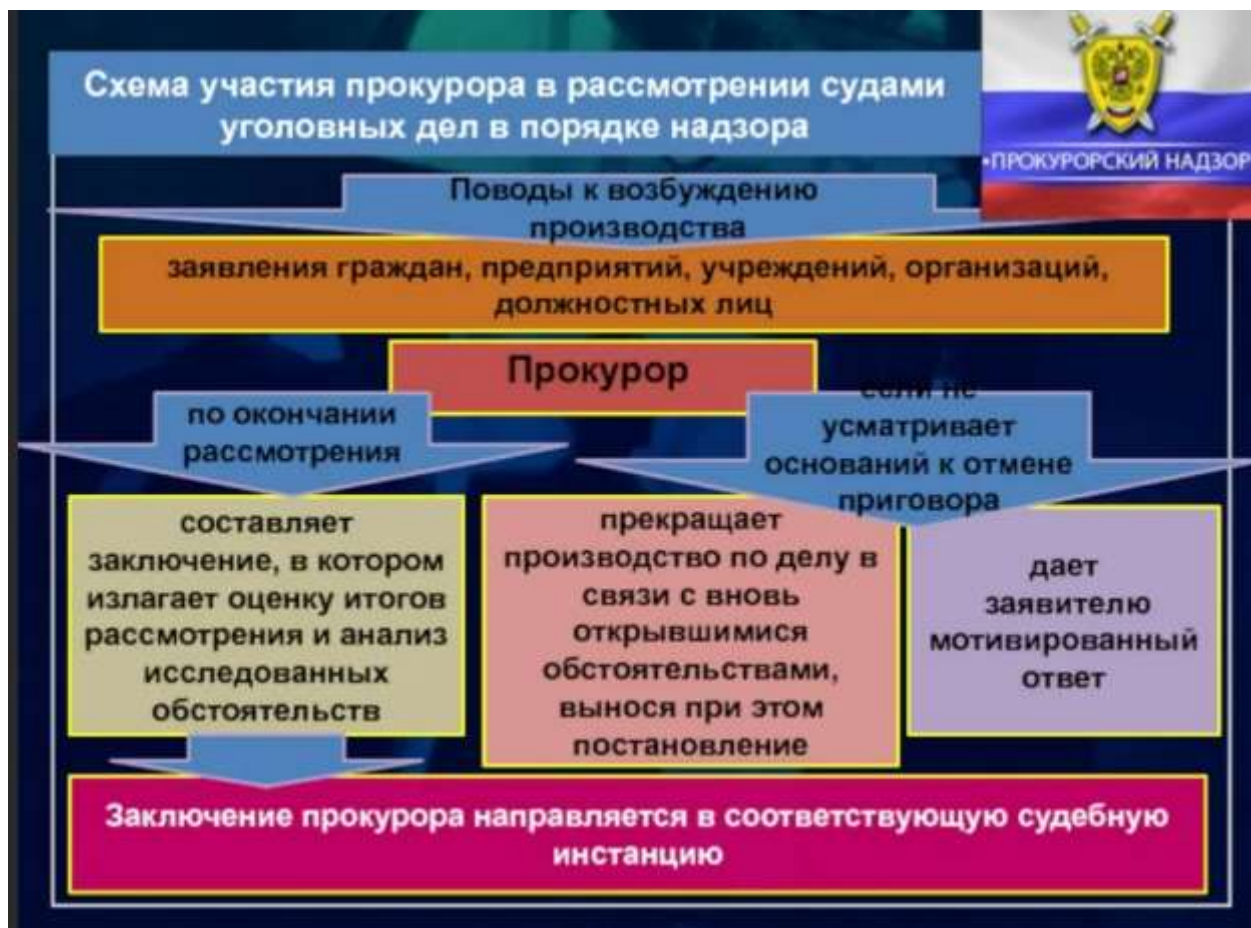 Схема участия прокурора в рассмотрении судами
уголовных дел в порядке надзора
•ПРОКУРОРСКИЙ НАДЗОР
Поводы к возбуждению
производства
заявления граждан, предприятий, учреждений, организаций,
должностных лиц
Прокурор
по окончании
рассмотрения
если не
усматривает
оснований к отмене
приговора
составляет
заключение, в котором
излагает оценку итогов
рассмотрения и анализ
исследованных
обстоятельств
прекращает
производство по делу в
связи с вновь
открывшимися
обстоятельствами,
вынося при этом
постановление
дает
заявителю
мотивированный
ответ
Заключение прокурора направляется в соответствующую судебную
инстанцию